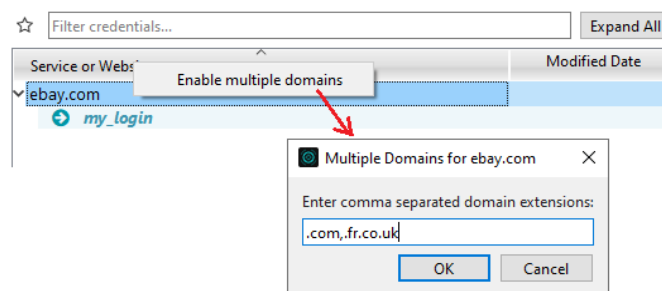 Filter credentials...
Expand All
Service or Webs
Modified Date
Enable multiple domains
ebay.com
my_login
Multiple Domains for ebay.com
Enter comma separated domain extensions:
.com,.fr.co.uk
OK
Cancel